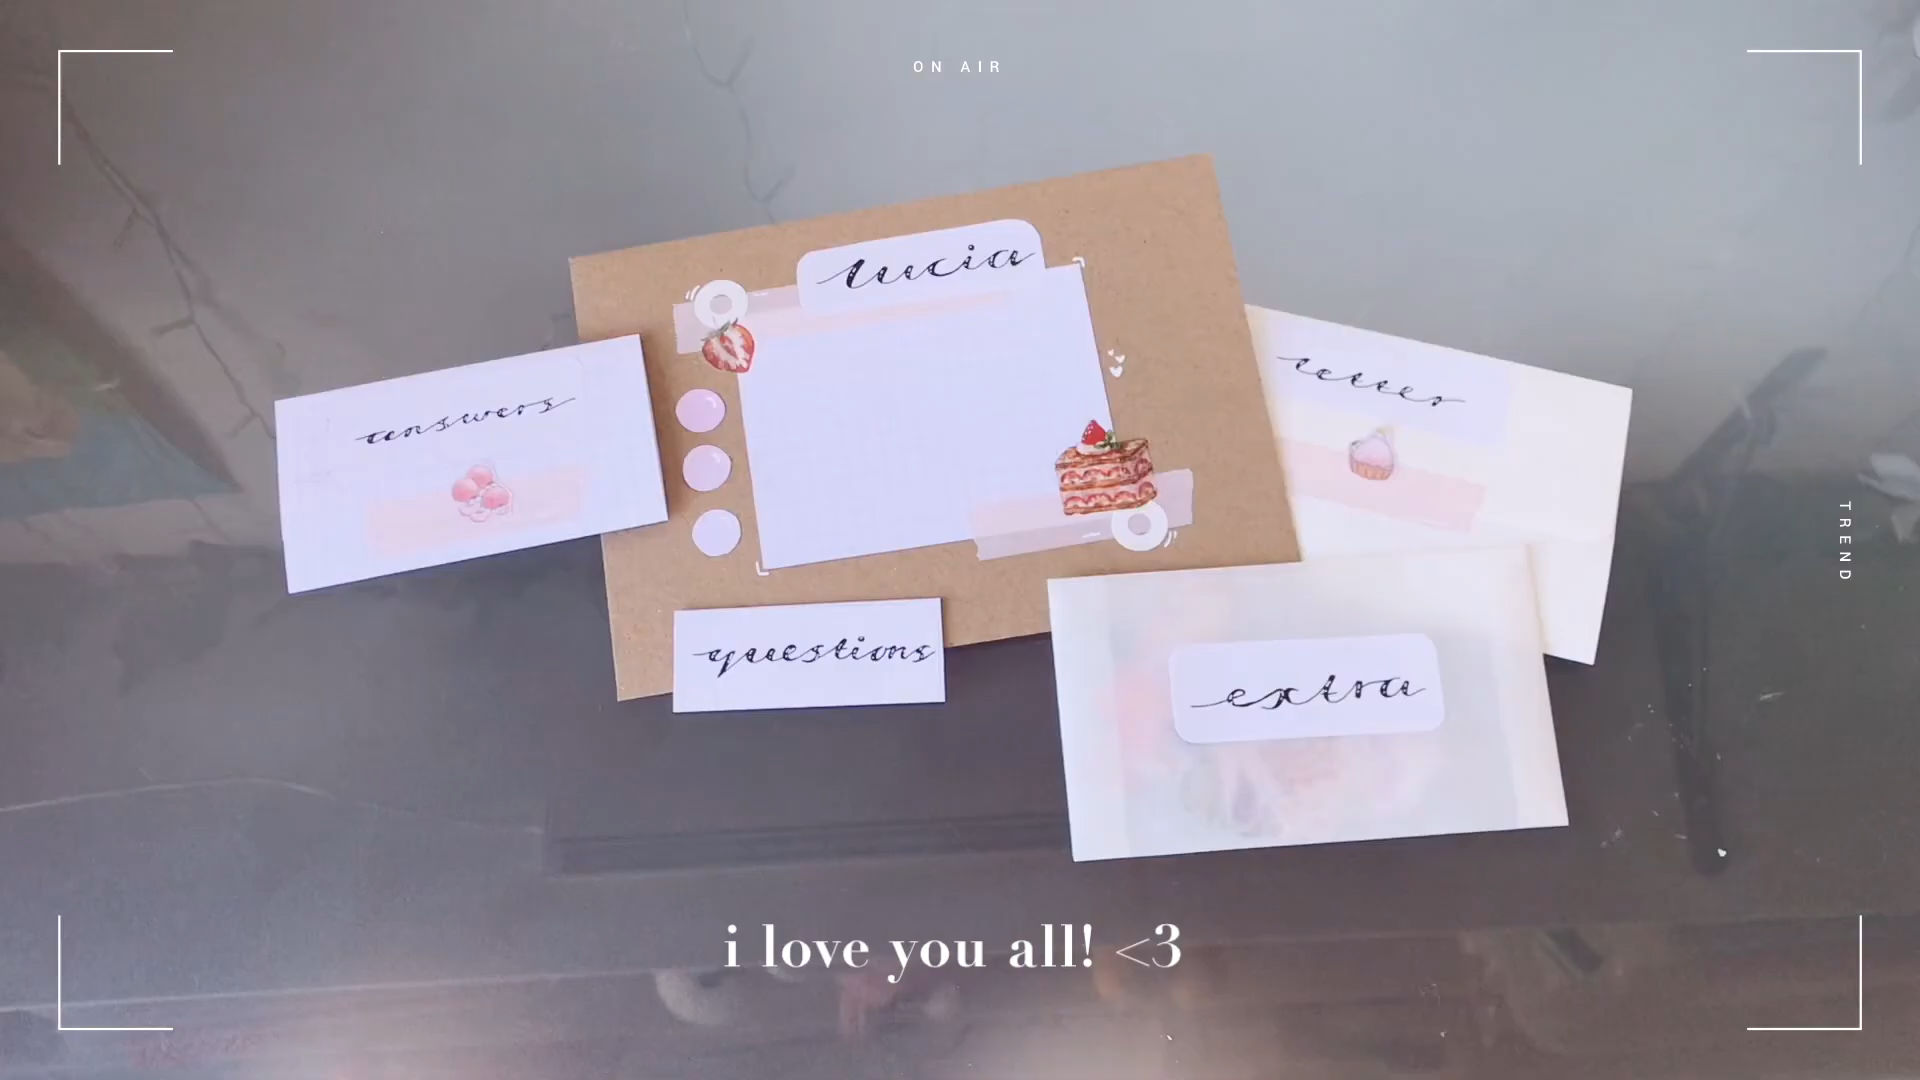 ON AIR
lucia
answers
letter
TREND
questions
extra
i love you all! <3